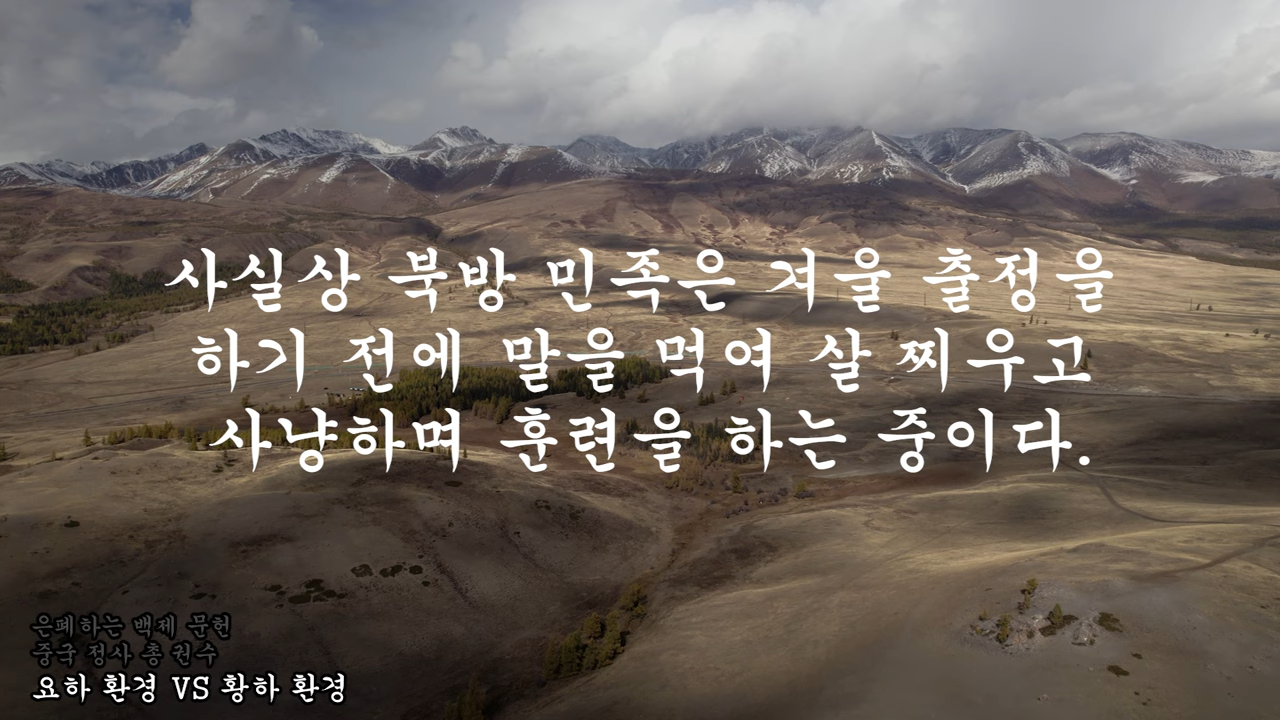 사실상 북방 민족은 겨울 출정을
하기 전에 말을 먹여 살 찌우고
사냥하며 훈련을 하는 중이다.
은폐하는 백제 문헌
중국 정사 총 권수
요하 환경 VS 황하 환경